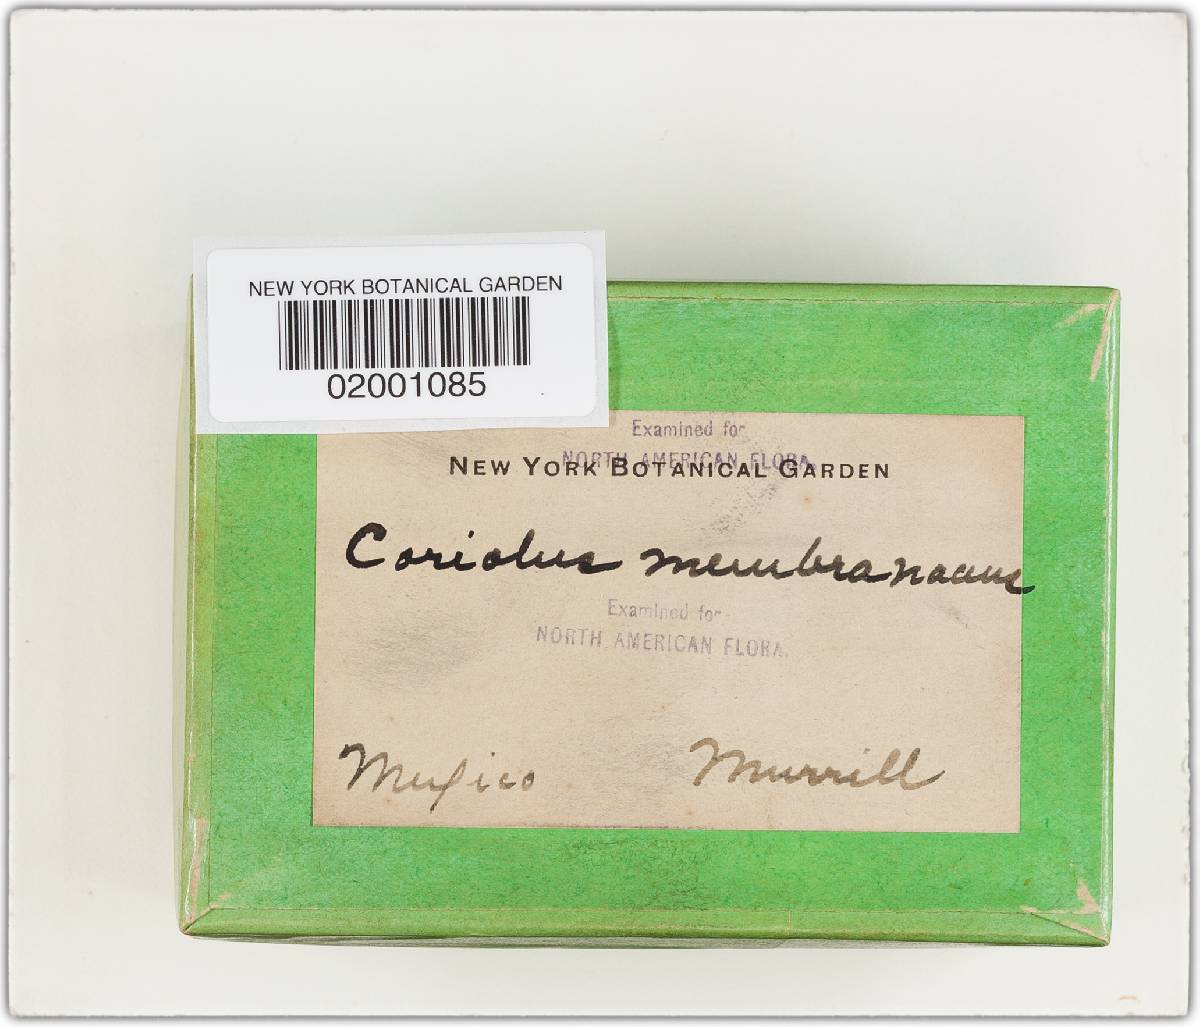 NEW YORK BOTANICAL GARDEN
02001085
Examined for
NORTH AMERICAN FLORA.
NEW YORK BOTANICAL GARDEN
Coriolus membranaceus
Examined for
NORTH AMERICAN FLORA.
Mexico Murrill